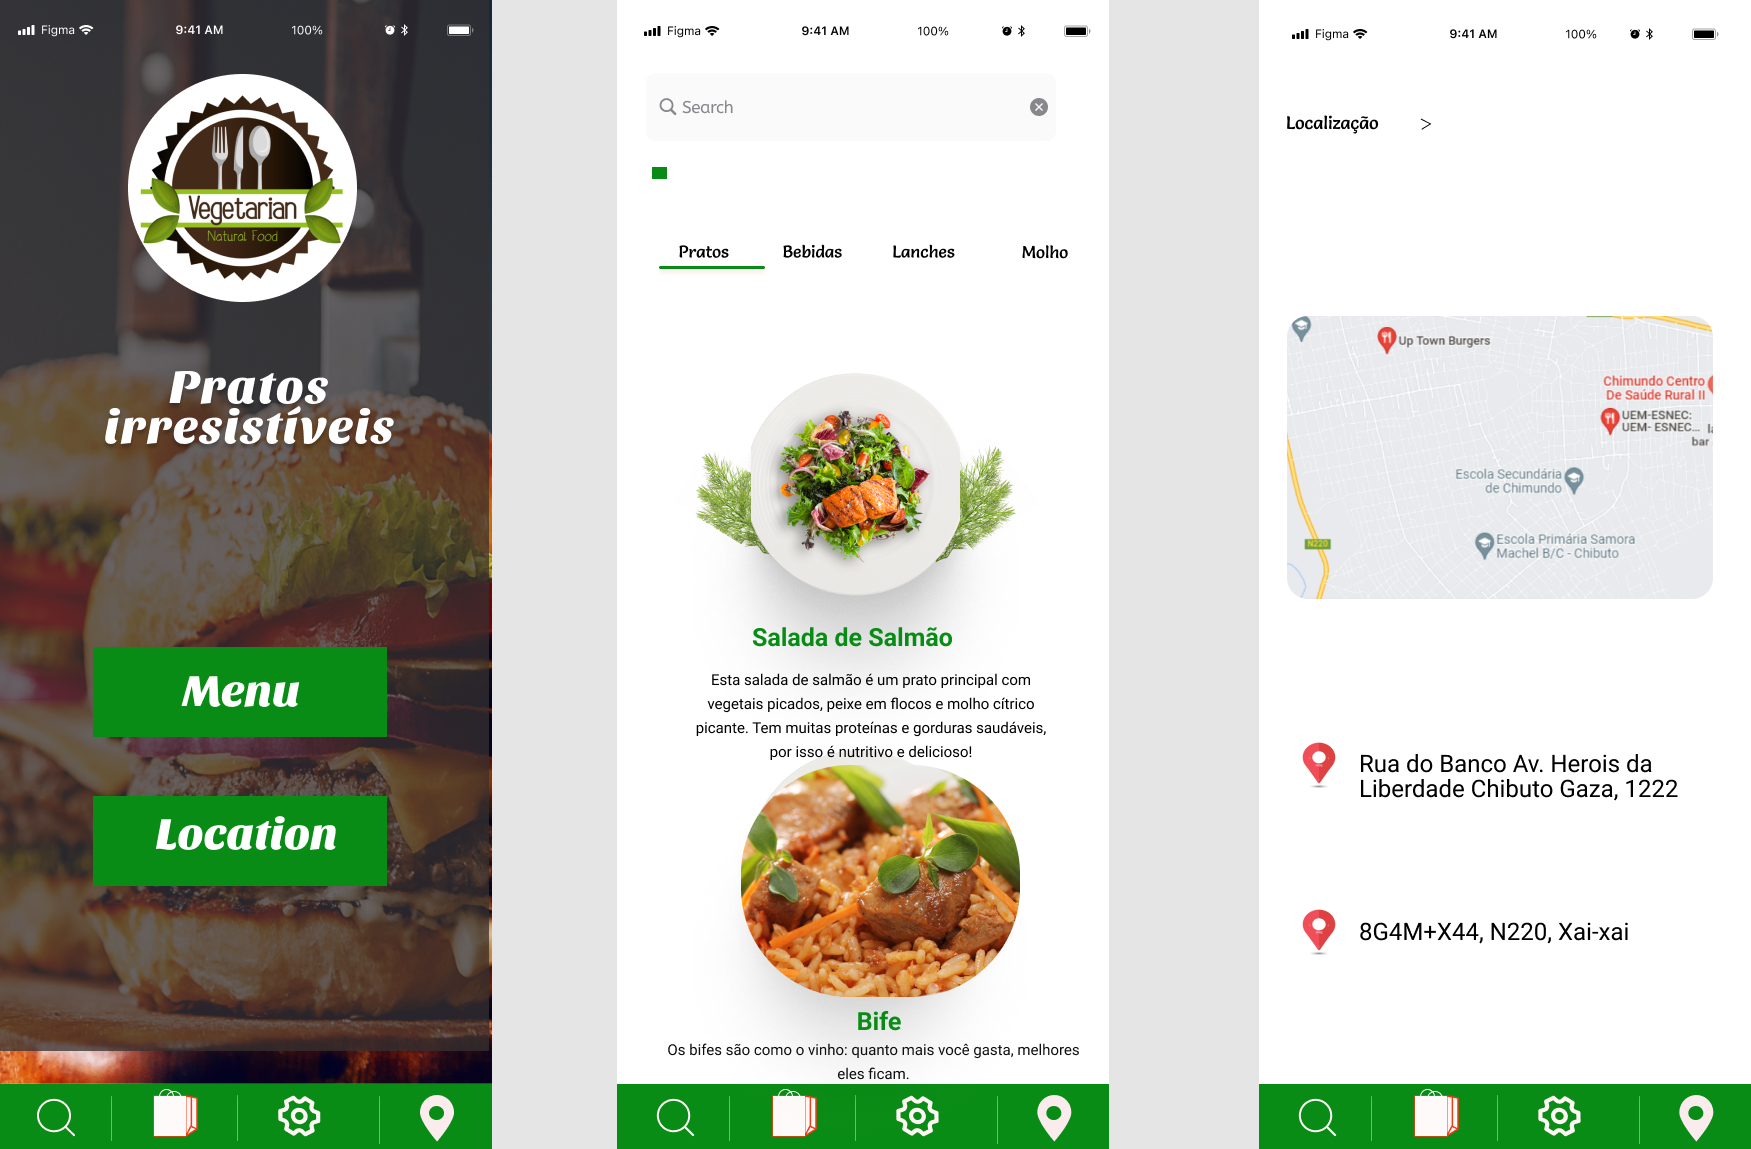 Figma 9:41 AM 100%
Vegetarian
Natural Food
Pratos
irresistíveis
Menu
Location
Figma 9:41 AM 100%
Search
Pratos Bebidas Lanches Molho
Salada de Salmão
Esta salada de salmão é um prato principal com
vegetais picados, peixe em flocos e molho cítrico
picante. Tem muitas proteínas e gorduras saudáveis,
por isso é nutritivo e delicioso!
Bife
Os bifes são como o vinho: quanto mais você gasta, melhores
eles ficam.
Figma 9:41 AM 100%
Localização >
Up Town Burgers
Chimundo Centro
De Saúde Rural II
UEM-ESNEC:
UEM- ESNEC...
bar
Escola Secundária
de Chimundo
N220
Escola Primária Samora
Machel B/C - Chibuto
Rua do Banco Av. Herois da
Liberdade Chibuto Gaza, 1222
8G4M+X44, N220, Xai-xai